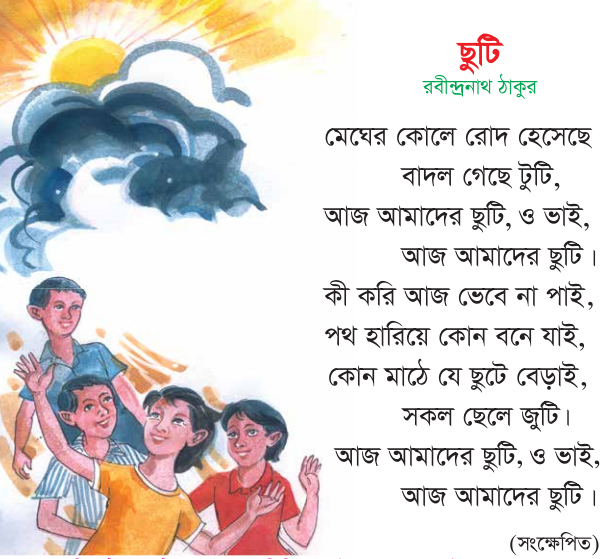 ছুটি
রবীন্দ্রনাথ ঠাকুর
মেঘের কোলে রোদ হেসেছে
বাদল গেছে টুটি,
আজ আমাদের ছুটি, ও ভাই,
আজ আমাদের ছুটি।
কী করি আজ ভেবে না পাই,
পথ হারিয়ে কোন বনে যাই,
কোন মাঠে যে ছুটে বেড়াই,
সকল ছেলে জুটি।
আজ আমাদের ছুটি, ও ভাই,
আজ আমাদের ছুটি।
(সংক্ষেপিত)